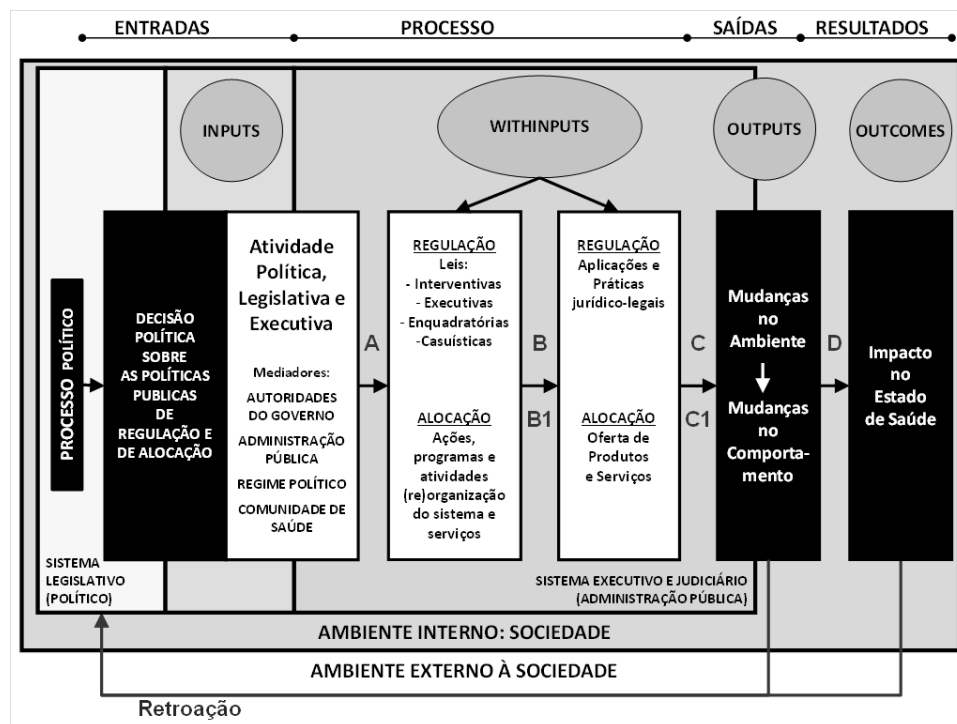 ENTRADAS
PROCESSO
SAÍDAS
RESULTADOS
INPUTS
WITHINPUTS
OUTPUTS
OUTCOMES
PROCESSO POLÍTICO
DECISÃO
POLÍTICA
SOBRE
AS POLÍTICAS
PUBLICAS
DE
REGULAÇÃO E
DE ALOCAÇÃO
Atividade
Política,
Legislativa e
Executiva
Mediadores:
AUTORIDADES
DO GOVERNO
ADMINISTRAÇÃO
PÚBLICA
REGIME POLÍTICO
COMUNIDADE DE
SAÚDE
A
REGULAÇÃO
Leis:
- Interventivas
- Executivas
- Enquadratórias
-Casuísticas
ALOCAÇÃO
Ações,
programas e
atividades
(re)organização
do sistema e
serviços
B
B1
REGULAÇÃO
Aplicações e
Práticas
jurídico-legais
ALOCAÇÃO
Oferta de
Produtos
e Serviços
C
C1
Mudanças
no
Ambiente
Mudanças
no
Comporta-
mento
D
Impacto
no
Estado
de Saúde
SISTEMA
LEGISLATIVO
(POLÍTICO)
SISTEMA EXECUTIVO E JUDICIÁRIO
(ADMINISTRAÇÃO PÚBLICA)
AMBIENTE INTERNO: SOCIEDADE
AMBIENTE EXTERNO À SOCIEDADE
Retroação